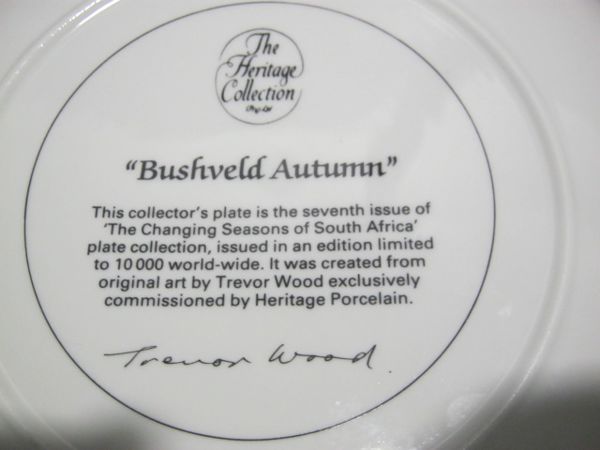 The
Heritage
Collection
(Pty) Ltd
“Bushveld Autumn”
This collector's plate is the seventh issue of
'The Changing Seasons of South Africa'
plate collection, issued in an edition limited
to 10 000 world-wide. It was created from
original art by Trevor Wood exclusively
commissioned by Heritage Porcelain.
Trevor Wood.